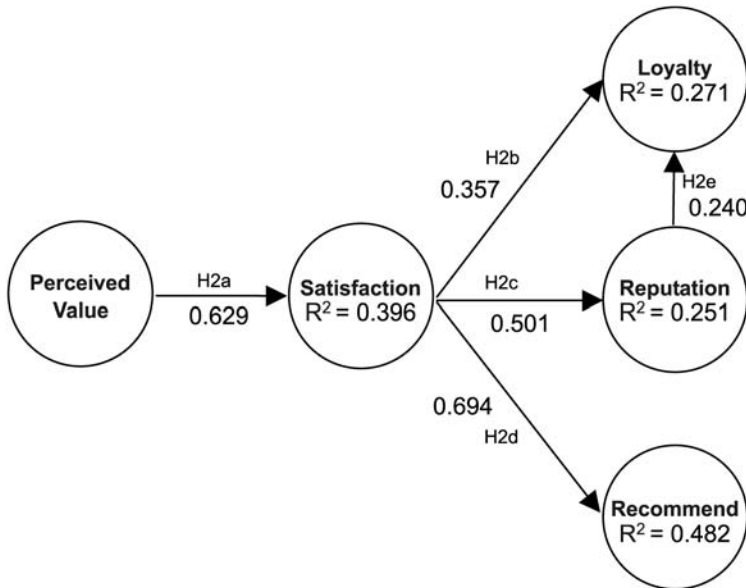 Loyalty
R² = 0.271
H2b
0.357
H2e
0.240
Perceived
Value
H2a
0.629
Satisfaction
R² = 0.396
H2c
0.501
Reputation
R² = 0.251
0.694
H2d
Recommend
R² = 0.482